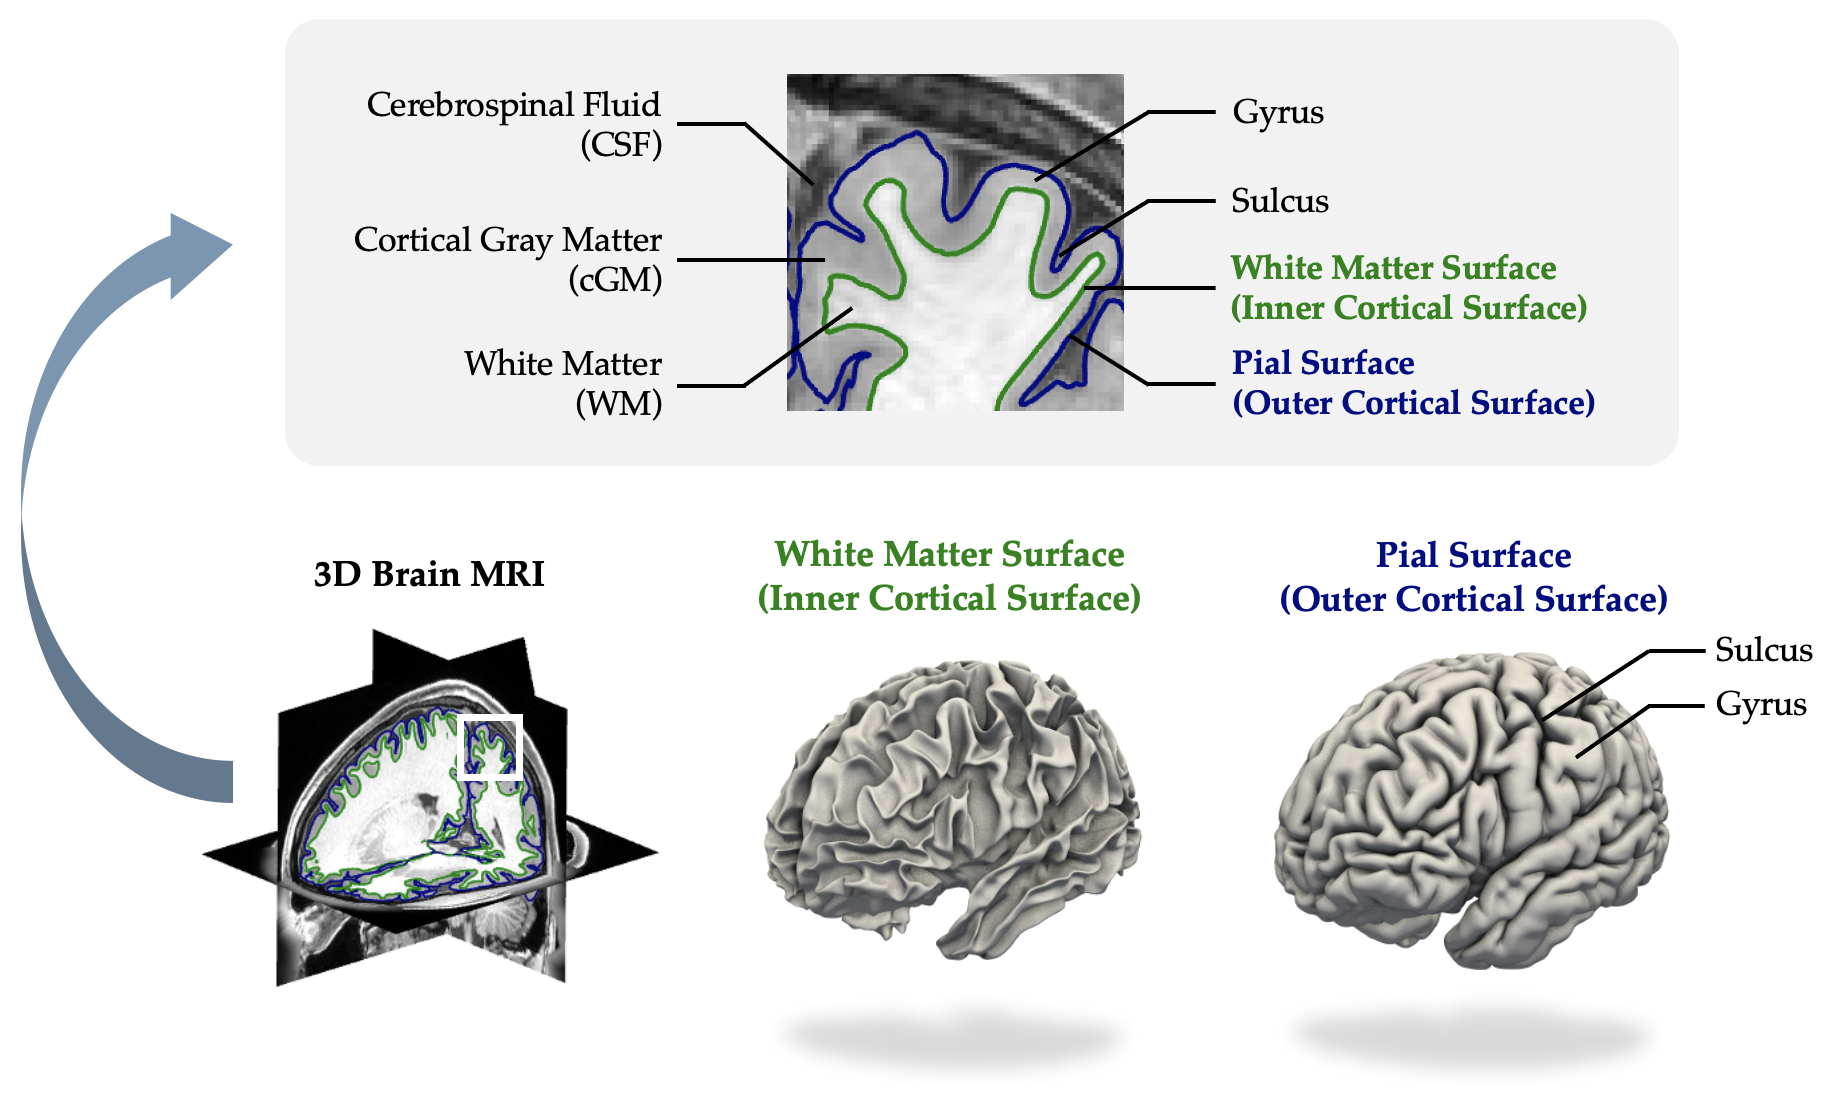 Cerebrospinal Fluid
(CSF)
Cortical Gray Matter
(cGM)
White Matter
(WM)
Gyrus
Sulcus
White Matter Surface
(Inner Cortical Surface)
Pial Surface
(Outer Cortical Surface)
3D Brain MRI
White Matter Surface
(Inner Cortical Surface)
Pial Surface
(Outer Cortical Surface)
Sulcus
Gyrus